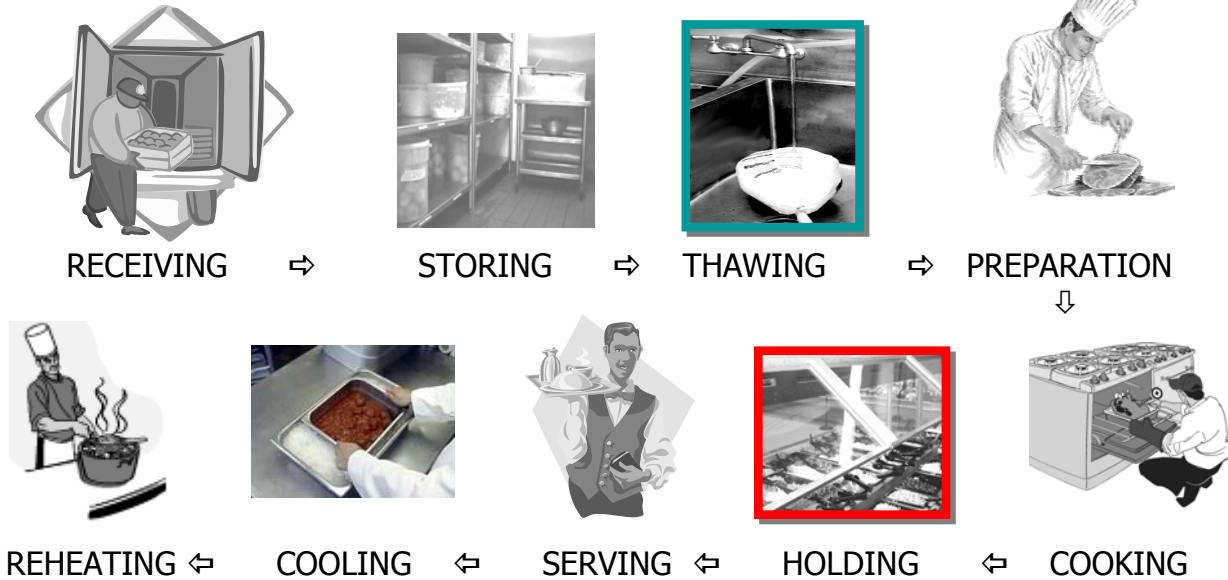 RECEIVING ⇨ STORING ⇨ THAWING ⇨ PREPARATION
⇩
REHEATING ⇦ COOLING ⇦ SERVING ⇦ HOLDING ⇦ COOKING